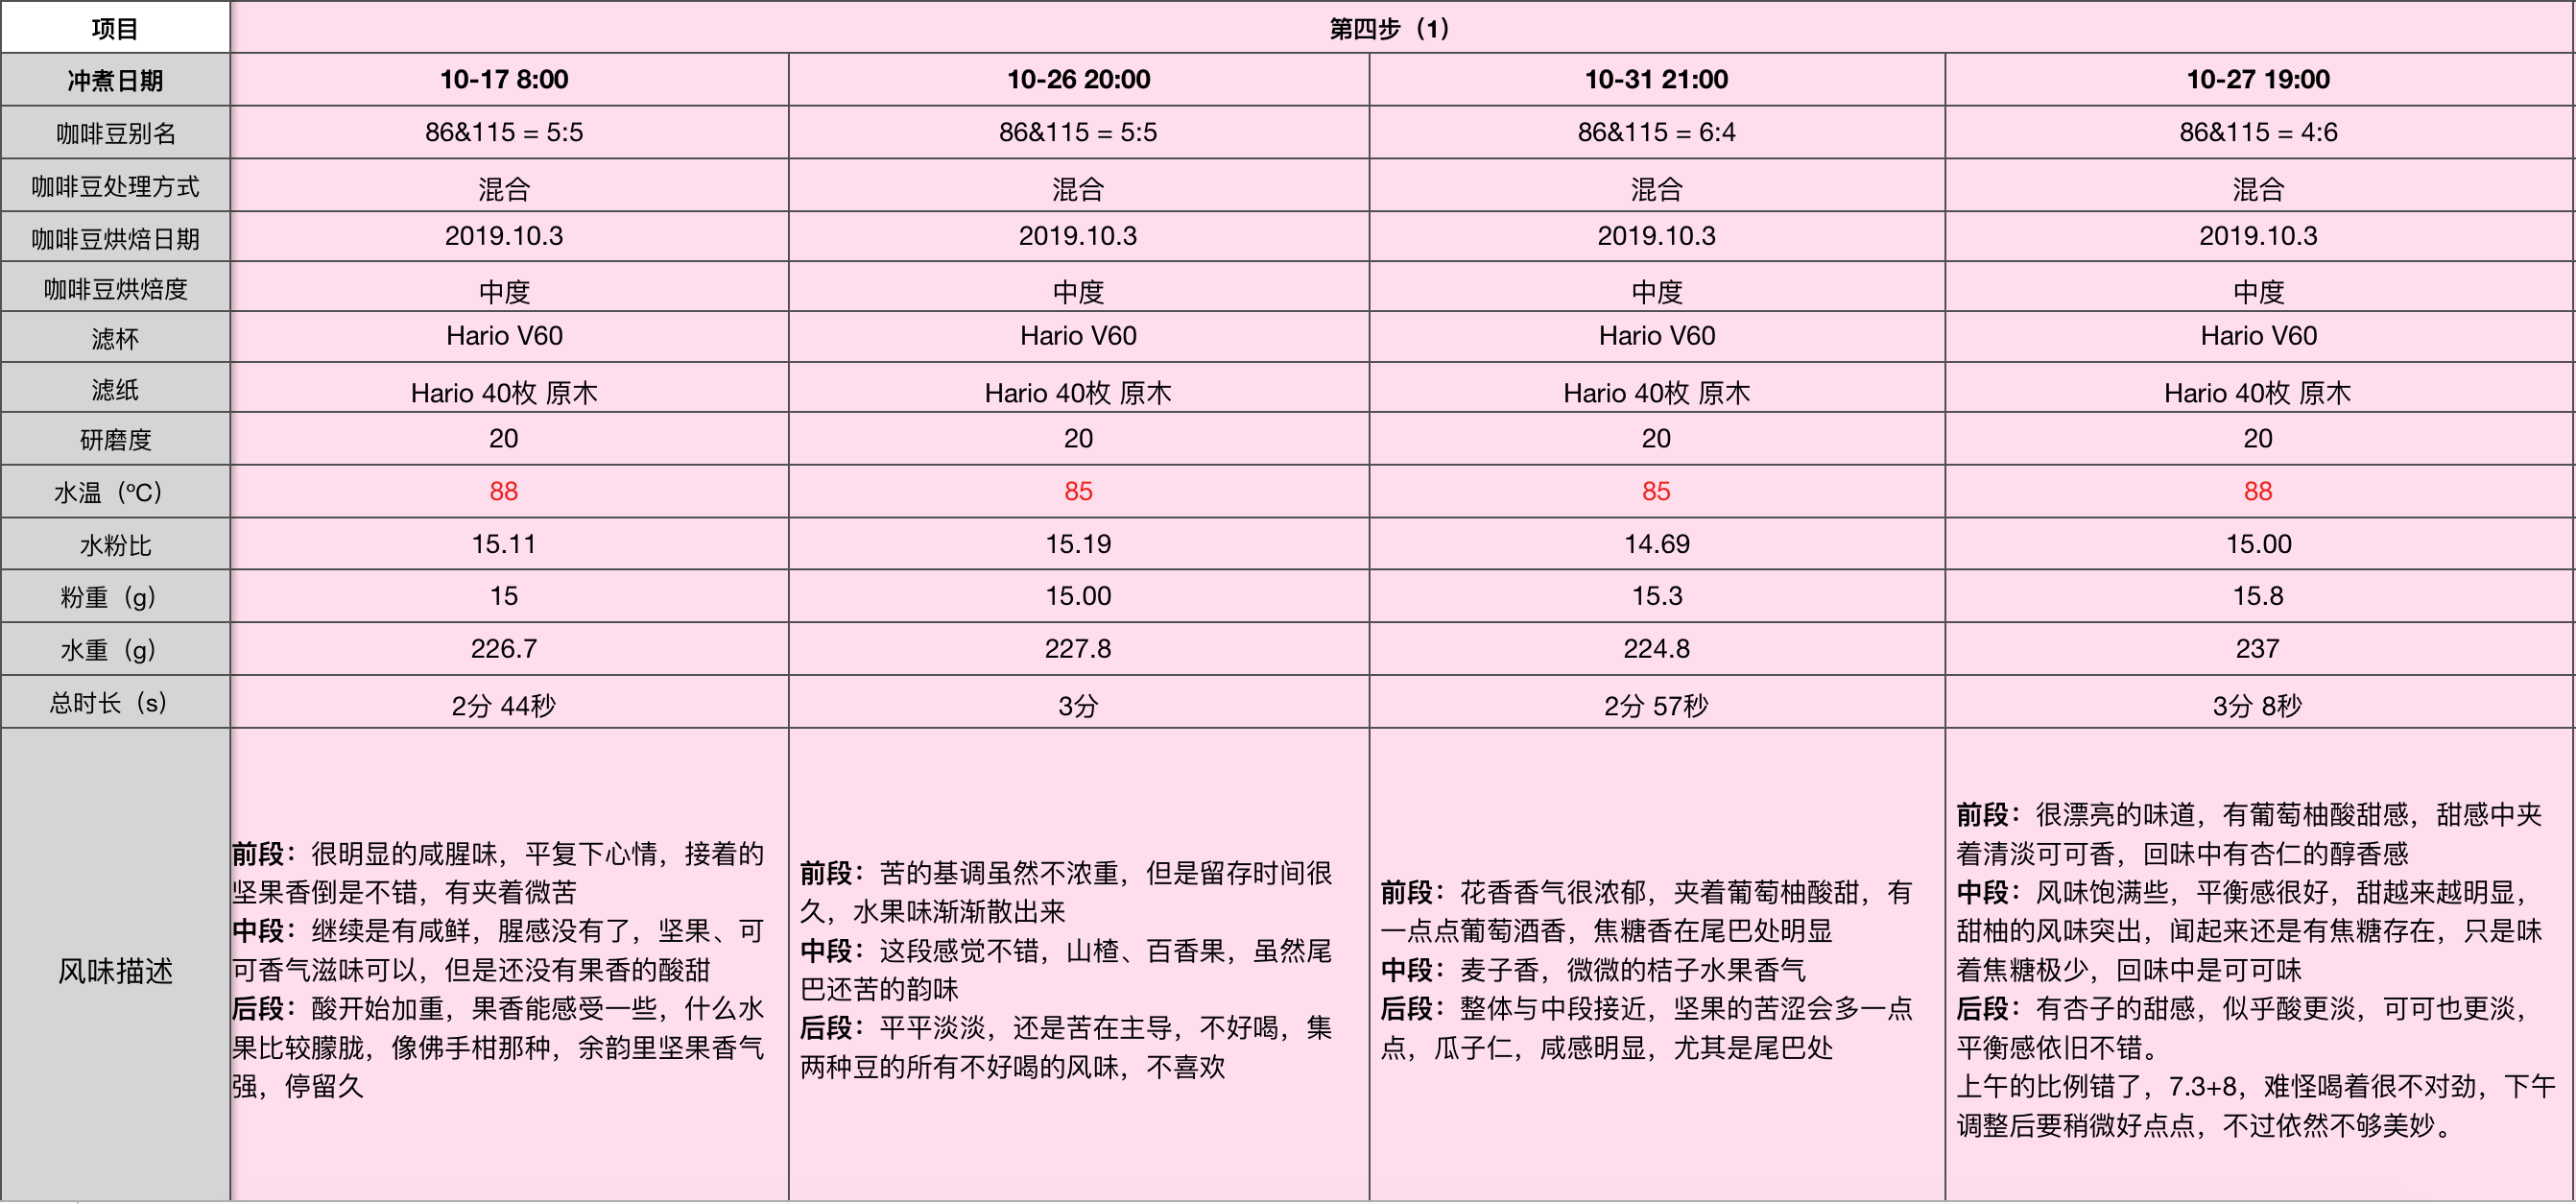 项目 第四步（1）
冲煮日期 10-17 8:00 10-26 20:00 10-31 21:00 10-27 19:00
咖啡豆别名 86&115 = 5:5 86&115 = 5:5 86&115 = 6:4 86&115 = 4:6
咖啡豆处理方式 混合 混合 混合 混合
咖啡豆烘焙日期 2019.10.3 2019.10.3 2019.10.3 2019.10.3
咖啡豆烘焙度 中度 中度 中度 中度
滤杯 Hario V60 Hario V60 Hario V60 Hario V60
滤纸 Hario 40枚 原木 Hario 40枚 原木 Hario 40枚 原木 Hario 40枚 原木
研磨度 20 20 20 20
水温（ºC） 88 85 85 88
水粉比 15.11 15.19 14.69 15.00
粉重（g） 15 15.00 15.3 15.8
水重（g） 226.7 227.8 224.8 237
总时长（s） 2分 44秒 3分 2分 57秒 3分 8秒
风味描述
前段：很明显的咸腥味，平复下心情，接着的
坚果香倒是不错，有夹着微苦
中段：继续是有咸鲜，腥感没有了，坚果、可
可香气滋味可以，但是还没有果香的酸甜
后段：酸开始加重，果香能感受一些，什么水
果比较朦胧，像佛手柑那种，余韵里坚果香气
强，停留久
前段：苦的基调虽然不浓重，但是留存时间很
久，水果味渐渐散出来
中段：这段感觉不错，山楂、百香果，虽然尾
巴还苦的韵味
后段：平平淡淡，还是苦在主导，不好喝，集
两种豆的所有不好喝的风味，不喜欢
前段：花香香气很浓郁，夹着葡萄柚酸甜，有
一点点葡萄酒香，焦糖香在尾巴处明显
中段：麦子香，微微的桔子水果香气
后段：整体与中段接近，坚果的苦涩会多一点
点，瓜子仁，咸感明显，尤其是尾巴处
前段：很漂亮的味道，有葡萄柚酸甜感，甜感中夹
着清淡可可香，回味中有杏仁的醇香感
中段：风味饱满些，平衡感很好，甜越来越明显，
甜柚的风味突出，闻起来还是有焦糖存在，只是味
着焦糖极少，回味中是可可味
后段：有杏子的甜感，似乎酸更淡，可可也更淡，
平衡感依旧不错。
上午的比例错了，7.3+8，难怪喝着很不对劲，下午
调整后要稍微好点点，不过依然不够美妙。